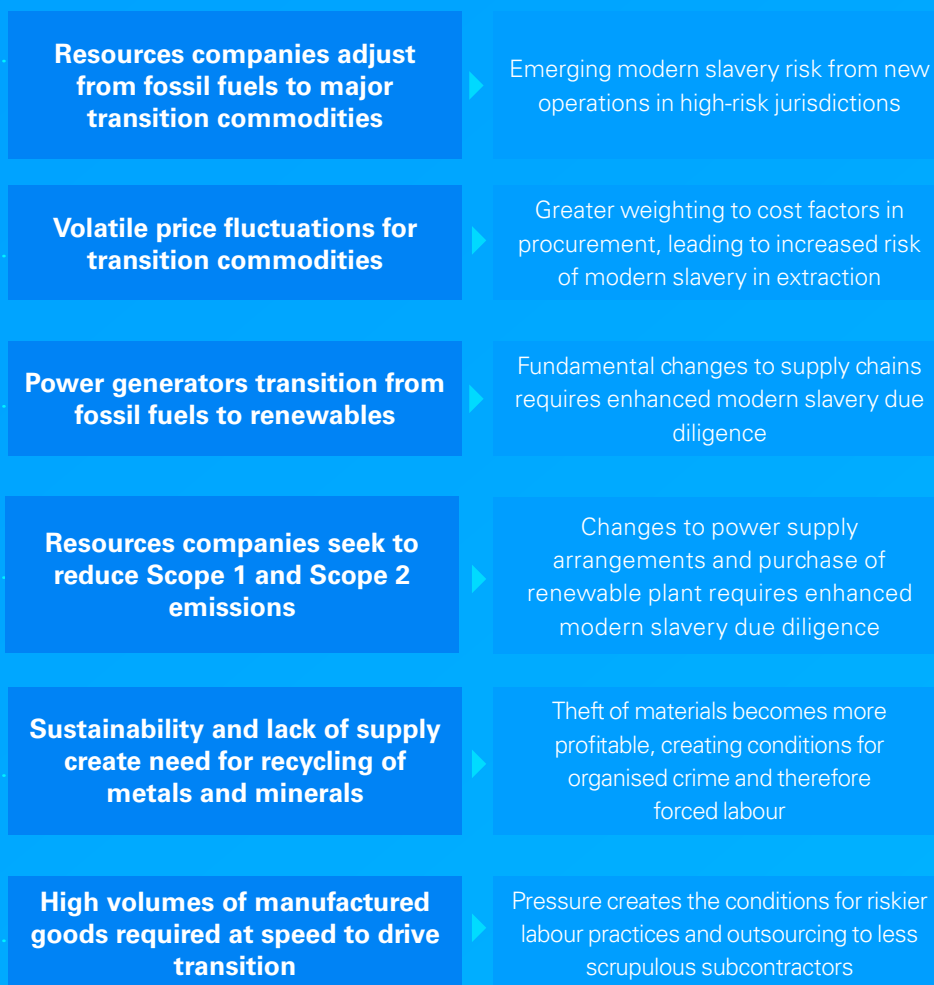 Resources companies adjust
from fossil fuels to major
transition commodities
Emerging modern slavery risk from new
operations in high-risk jurisdictions
Volatile price fluctuations for
transition commodities
Greater weighting to cost factors in
procurement, leading to increased risk
of modern slavery in extraction
Power generators transition from
fossil fuels to renewables
Fundamental changes to supply chains
requires enhanced modern slavery due
diligence
Resources companies seek to
reduce Scope 1 and Scope 2
emissions
Changes to power supply
arrangements and purchase of
renewable plant requires enhanced
modern slavery due diligence
Sustainability and lack of supply
create need for recycling of
metals and minerals
Theft of materials becomes more
profitable, creating conditions for
organised crime and therefore
forced labour
High volumes of manufactured
goods required at speed to drive
transition
Pressure creates the conditions for riskier
labour practices and outsourcing to less
scrupulous subcontractors